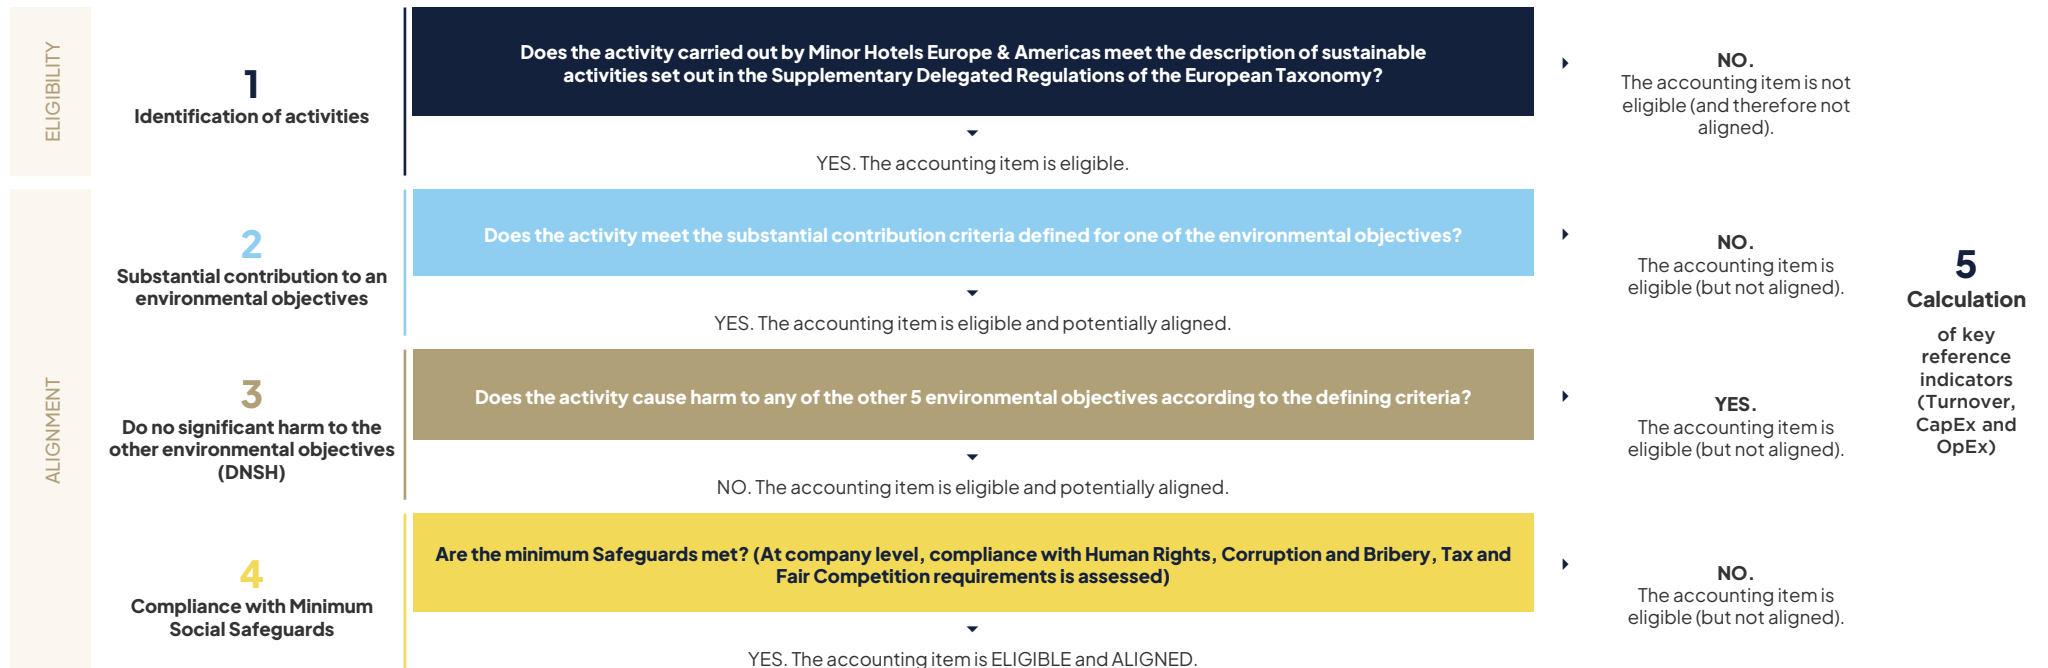 ELIGIBILITY
1
Identification of activities
Does the activity carried out by Minor Hotels Europe & Americas meet the description of sustainable
activities set out in the Supplementary Delegated Regulations of the European Taxonomy?
NO.
The accounting item is not
eligible (and therefore not
aligned).
YES. The accounting item is eligible.
ALIGNMENT
2
Substantial contribution to an
environmental objectives
Does the activity meet the substantial contribution criteria defined for one of the environmental objectives?
NO.
The accounting item is
eligible (but not aligned).
YES. The accounting item is eligible and potentially aligned.
3
Do no significant harm to the
other environmental objectives
(DNSH)
Does the activity cause harm to any of the other 5 environmental objectives according to the defining criteria?
YES.
The accounting item is
eligible (but not aligned).
NO. The accounting item is eligible and potentially aligned.
4
Compliance with Minimum
Social Safeguards
Are the minimum Safeguards met? (At company level, compliance with Human Rights, Corruption and Bribery, Tax and
Fair Competition requirements is assessed)
NO.
The accounting item is
eligible (but not aligned).
YES. The accounting item is ELIGIBLE and ALIGNED.
5
Calculation
of key
reference
indicators
(Turnover,
CapEx and
OpEx)